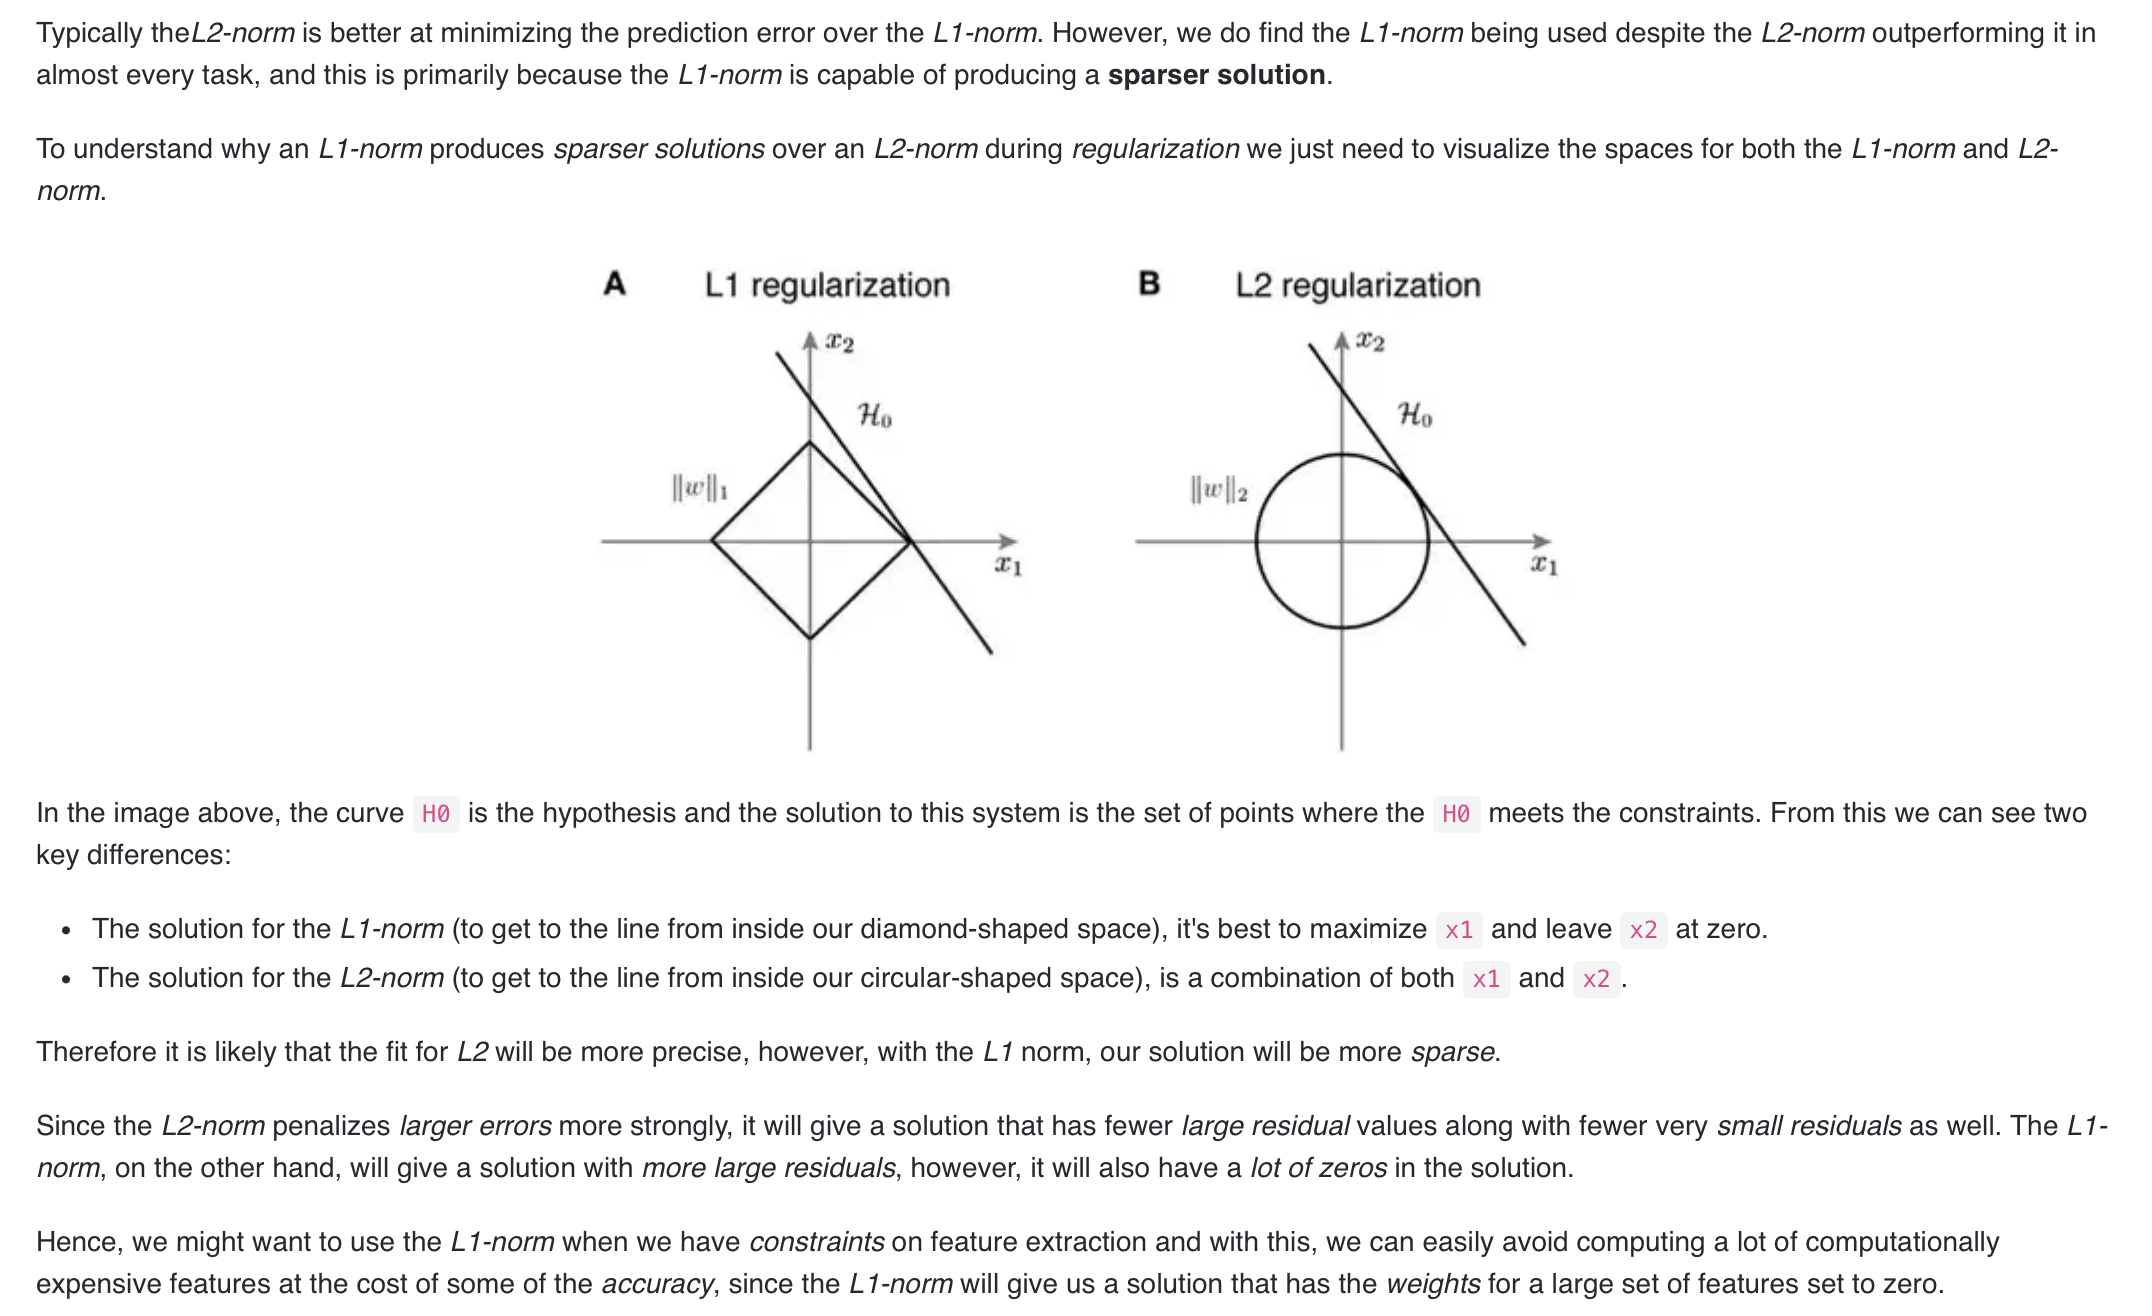 Typically theL2-norm is better at minimizing the prediction error over the L1-norm. However, we do find the L1-norm being used despite the L2-norm outperforming it in
almost every task, and this is primarily because the L1-norm is capable of producing a sparser solution.
To understand why an L1-norm produces sparser solutions over an L2-norm during regularization we just need to visualize the spaces for both the L1-norm and L2-
norm.
A L1 regularization
B L2 regularization
x₂
H₀
‖w‖₁
x₁
x₂
H₀
‖w‖₂
x₁
In the image above, the curve H0 is the hypothesis and the solution to this system is the set of points where the H0 meets the constraints. From this we can see two
key differences:
• The solution for the L1-norm (to get to the line from inside our diamond-shaped space), it's best to maximize x1 and leave x2 at zero.
• The solution for the L2-norm (to get to the line from inside our circular-shaped space), is a combination of both x1 and x2 .
Therefore it is likely that the fit for L2 will be more precise, however, with the L1 norm, our solution will be more sparse.
Since the L2-norm penalizes larger errors more strongly, it will give a solution that has fewer large residual values along with fewer very small residuals as well. The L1-
norm, on the other hand, will give a solution with more large residuals, however, it will also have a lot of zeros in the solution.
Hence, we might want to use the L1-norm when we have constraints on feature extraction and with this, we can easily avoid computing a lot of computationally
expensive features at the cost of some of the accuracy, since the L1-norm will give us a solution that has the weights for a large set of features set to zero.